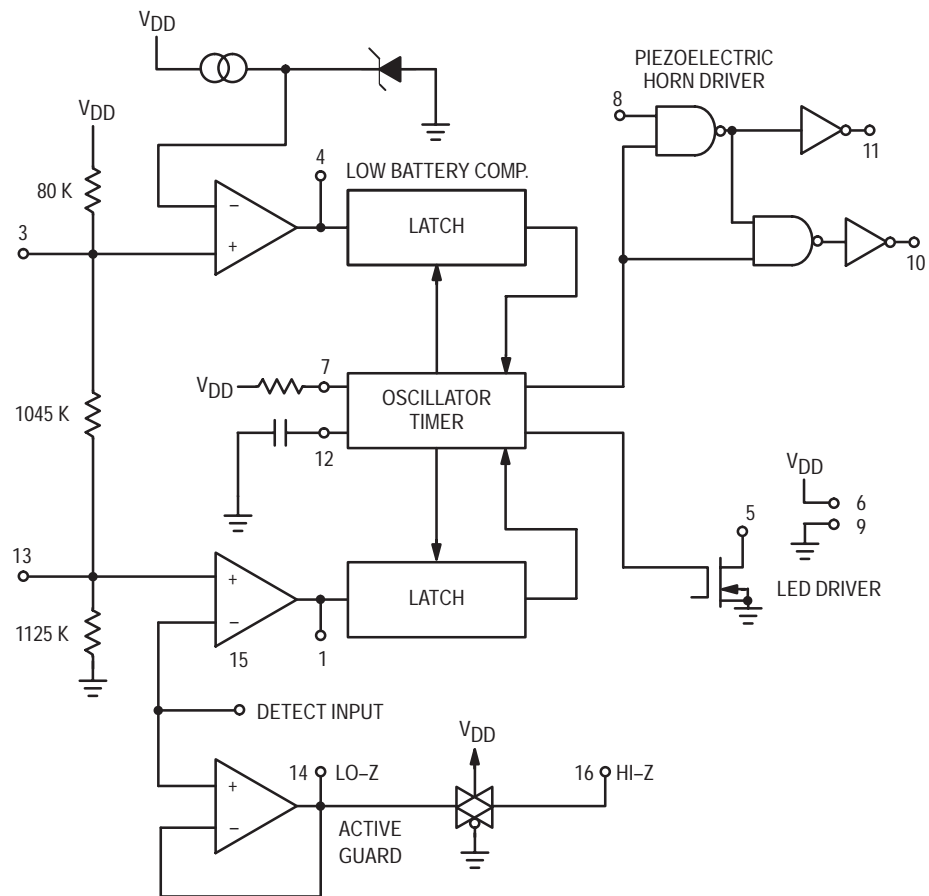 VDD
PIEZOELECTRIC
HORN DRIVER
8
VDD
11
4
LOW BATTERY COMP.
80 K
−
LATCH
3
+
10
7
VDD
OSCILLATOR
TIMER
1045 K
12
VDD
6
5
9
13
+
LATCH
LED DRIVER
−
1125 K
15
1
DETECT INPUT
VDD
14 LO–Z
16 HI–Z
+
−
ACTIVE
GUARD